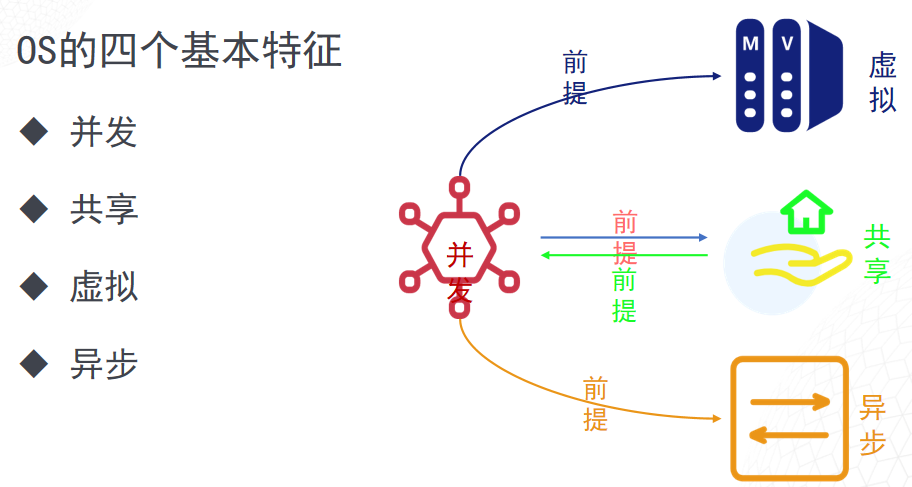 OS的四个基本特征
◆ 并发
◆ 共享
◆ 虚拟
◆ 异步
前
提
M V
虚
拟
并
发
前
提
前
提
共
享
前
提
异
步